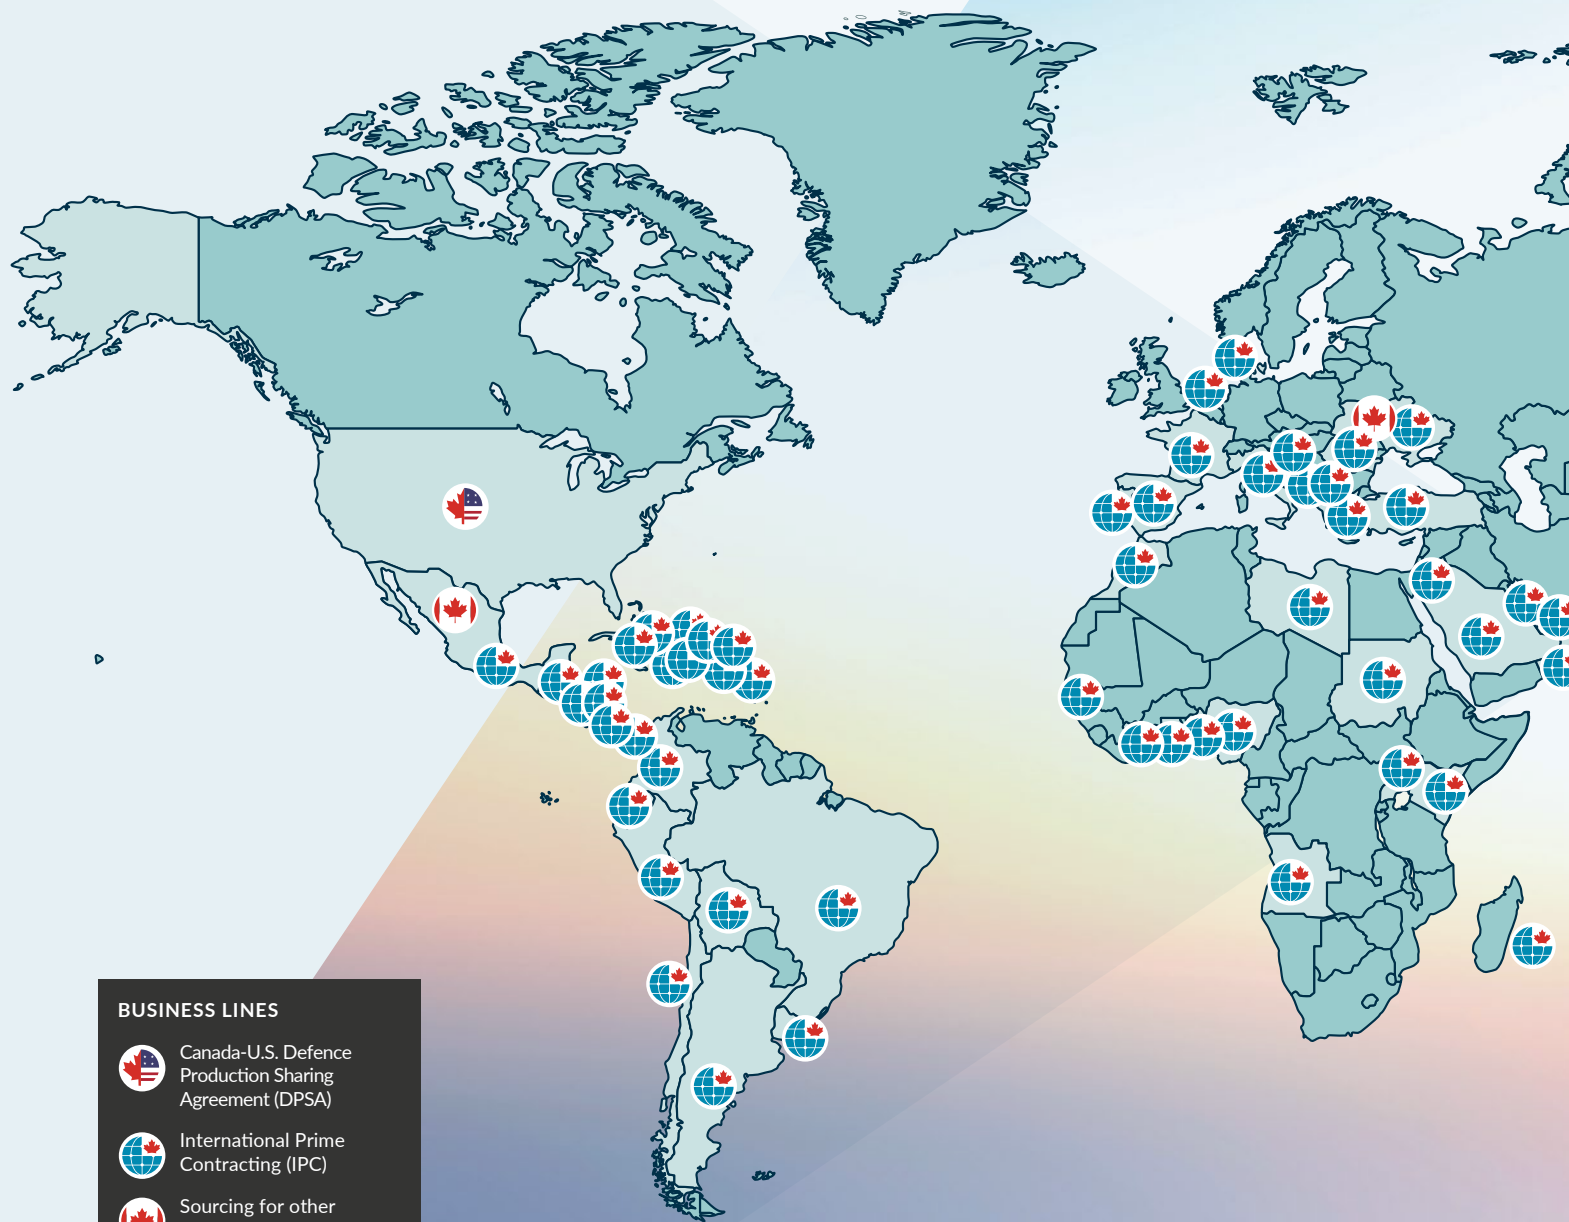 BUSINESS LINES
Canada-U.S. Defence
Production Sharing
Agreement (DPSA)
International Prime
Contracting (IPC)
Sourcing for other